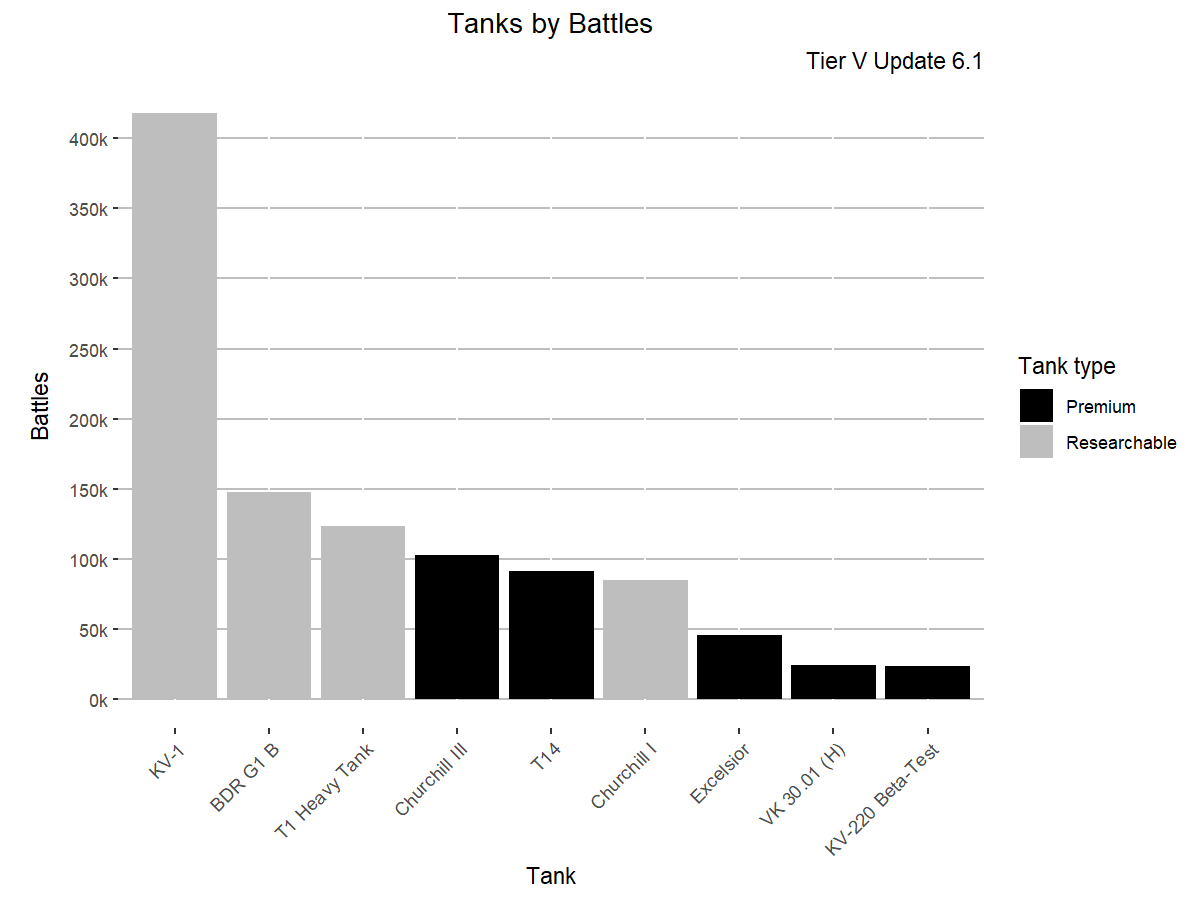 Tanks by Battles
Tier V Update 6.1
Battles
400k
350k
300k
250k
200k
150k
100k
50k
0k
KV-1
BDR G1 B
T1 Heavy Tank
Churchill III
T14
Churchill I
Excelsior
VK 30.01 (H)
KV-220 Beta-Test
Tank
Tank type
Premium
Researchable